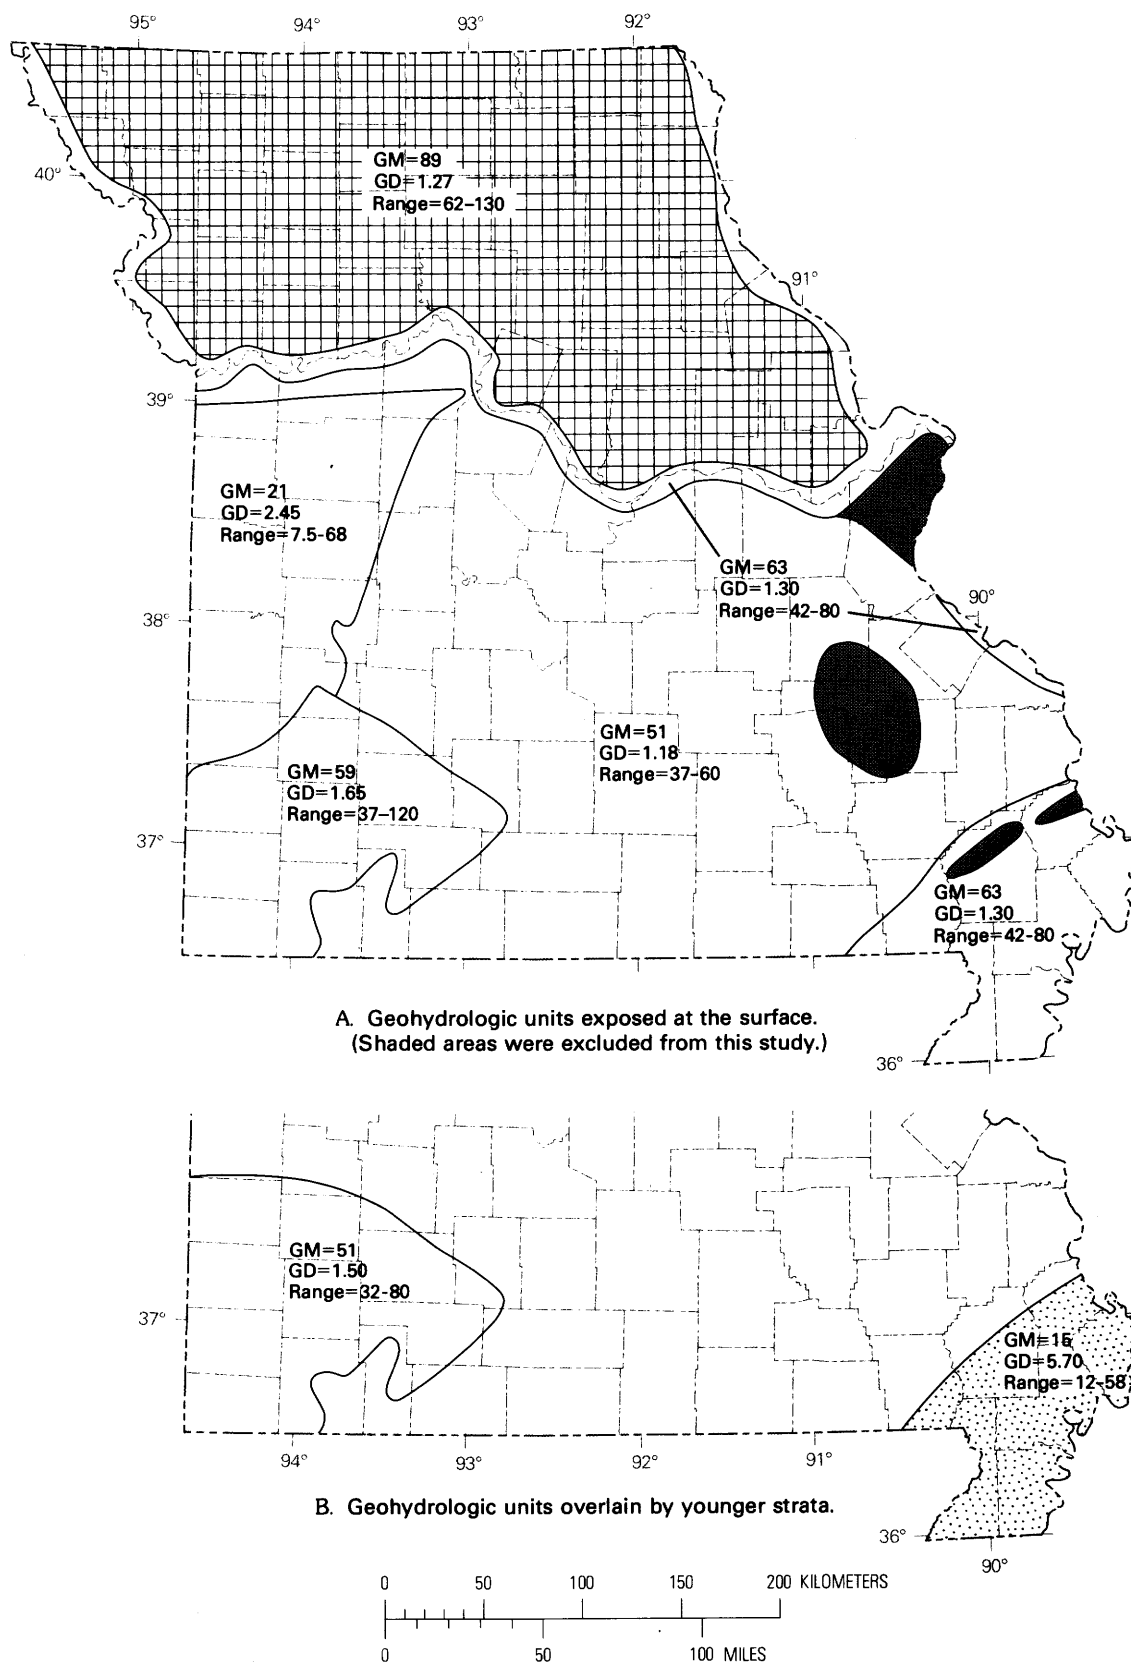 95°
94°
93°
92°
GM=89
GD=1.27
Range=62–130
40°
91°
39°
GM=21
GD=2.45
Range=7.5-68
GM=63
GD=1.30
Range=42-80
90°
38°
GM=51
GD=1.18
Range=37-60
GM=59
GD=1.65
Range=37–120
37°
GM=63
GD=1.30
Range=42-80
A. Geohydrologic units exposed at the surface.
(Shaded areas were excluded from this study.)
36°
GM=51
GD=1.50
Range=32-80
37°
GM=15
GD=5.70
Range=12-58
94°
93°
92°
91°
B. Geohydrologic units overlain by younger strata.
36°
90°
0 50 100 150 200 KILOMETERS
0 50 100 MILES